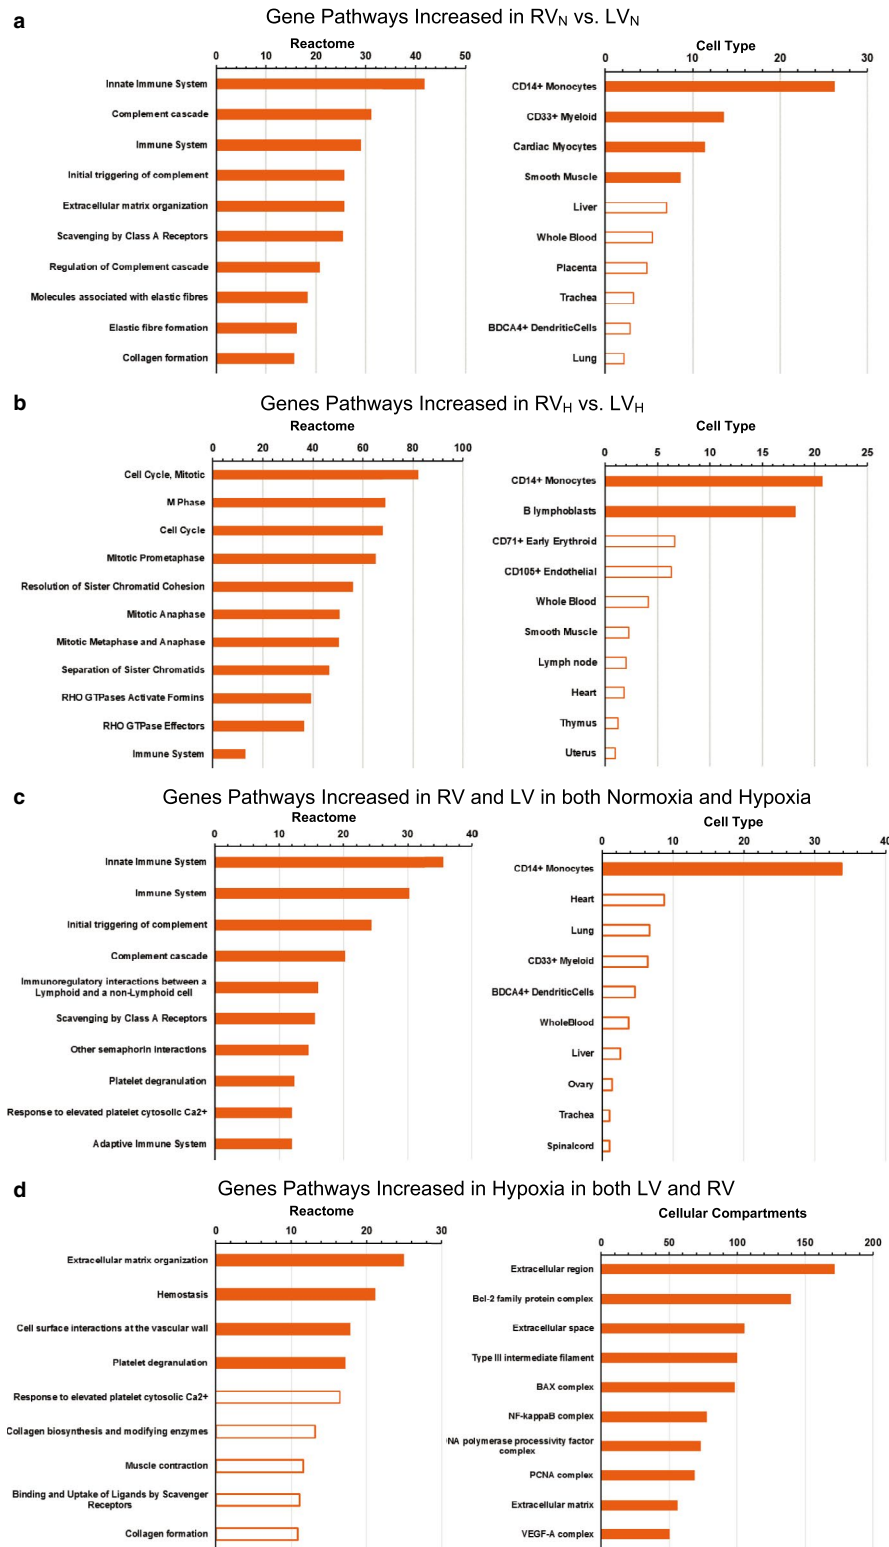 a
Gene Pathways Increased in RVN vs. LVN
Reactome
0 10 20 30 40 50
Innate Immune System
Complement cascade
Immune System
Initial triggering of complement
Extracellular matrix organization
Scavenging by Class A Receptors
Regulation of Complement cascade
Molecules associated with elastic fibres
Elastic fibre formation
Collagen formation
Cell Type
0 10 20 30
CD14+ Monocytes
CD33+ Myeloid
Cardiac Myocytes
Smooth Muscle
Liver
Whole Blood
Placenta
Trachea
BDCA4+ DendriticCells
Lung
b
Genes Pathways Increased in RVH vs. LVH
Reactome
0 20 40 60 80 100
Cell Cycle, Mitotic
M Phase
Cell Cycle
Mitotic Prometaphase
Resolution of Sister Chromatid Cohesion
Mitotic Anaphase
Mitotic Metaphase and Anaphase
Separation of Sister Chromatids
RHO GTPases Activate Formins
RHO GTPase Effectors
Immune System
Cell Type
0 5 10 15 20 25
CD14+ Monocytes
B lymphoblasts
CD71+ Early Erythroid
CD105+ Endothelial
Whole Blood
Smooth Muscle
Lymph node
Heart
Thymus
Uterus
c
Genes Pathways Increased in RV and LV in both Normoxia and Hypoxia
Reactome
0 10 20 30 40
Innate Immune System
Immune System
Initial triggering of complement
Complement cascade
Immunoregulatory interactions between a
Lymphoid and a non-Lymphoid cell
Scavenging by Class A Receptors
Other semaphorin interactions
Platelet degranulation
Response to elevated platelet cytosolic Ca2+
Adaptive Immune System
Cell Type
0 10 20 30 40
CD14+ Monocytes
Heart
Lung
CD33+ Myeloid
BDCA4+ DendriticCells
WholeBlood
Liver
Ovary
Trachea
Spinalcord
d
Genes Pathways Increased in Hypoxia in both LV and RV
Reactome
0 10 20 30
Extracellular matrix organization
Hemostasis
Cell surface interactions at the vascular wall
Platelet degranulation
Response to elevated platelet cytosolic Ca2+
Collagen biosynthesis and modifying enzymes
Muscle contraction
Binding and Uptake of Ligands by Scavenger
Receptors
Collagen formation
Cellular Compartments
0 50 100 150 200
Extracellular region
Bcl-2 family protein complex
Extracellular space
Type III intermediate filament
BAX complex
NF-kappaB complex
NA polymerase processivity factor
complex
PCNA complex
Extracellular matrix
VEGF-A complex